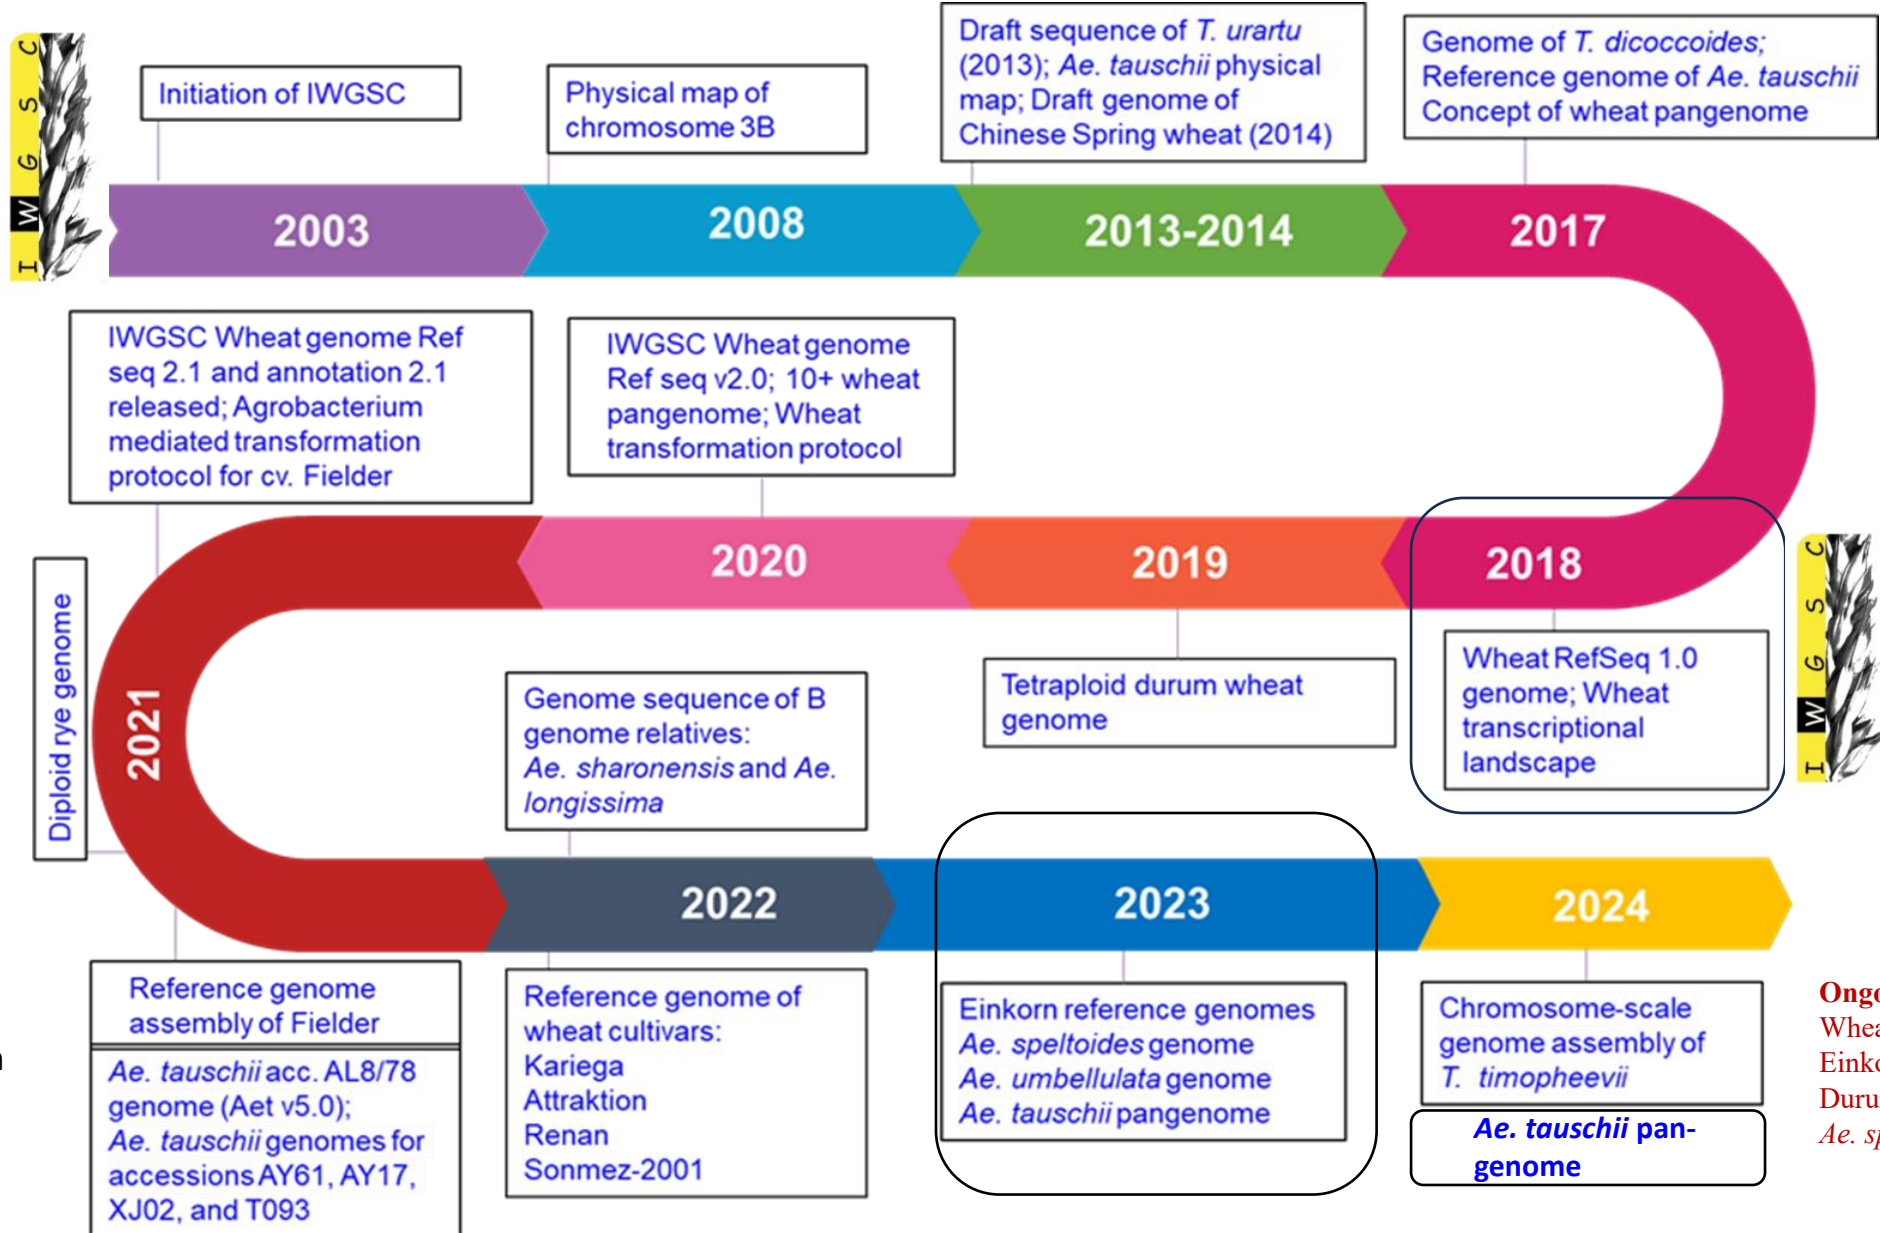 I W G S C
Initiation of IWGSC
Physical map of
chromosome 3B
Draft sequence of T. urartu
(2013); Ae. tauschii physical
map; Draft genome of
Chinese Spring wheat (2014)
Genome of T. dicoccoides;
Reference genome of Ae. tauschii
Concept of wheat pangenome
2003
2008
2013-2014
2017
IWGSC Wheat genome Ref
seq 2.1 and annotation 2.1
released; Agrobacterium
mediated transformation
protocol for cv. Fielder
IWGSC Wheat genome
Ref seq v2.0; 10+ wheat
pangenome; Wheat
transformation protocol
2020
2019
2018
I W G S C
Wheat RefSeq 1.0
genome; Wheat
transcriptional
landscape
Tetraploid durum wheat
genome
Diploid rye genome
2021
Genome sequence of B
genome relatives:
Ae. sharonensis and Ae.
longissima
2022
2023
2024
Reference genome
assembly of Fielder
Ae. tauschii acc. AL8/78
genome (Aet v5.0);
Ae. tauschii genomes for
accessions AY61, AY17,
XJ02, and T093
Reference genome of
wheat cultivars:
Kariega
Attraktion
Renan
Sonmez-2001
Einkorn reference genomes
Ae. speltoides genome
Ae. umbellulata genome
Ae. tauschii pangenome
Chromosome-scale
genome assembly of
T. timopheevii
Ae. tauschii pan-
genome
Ae.